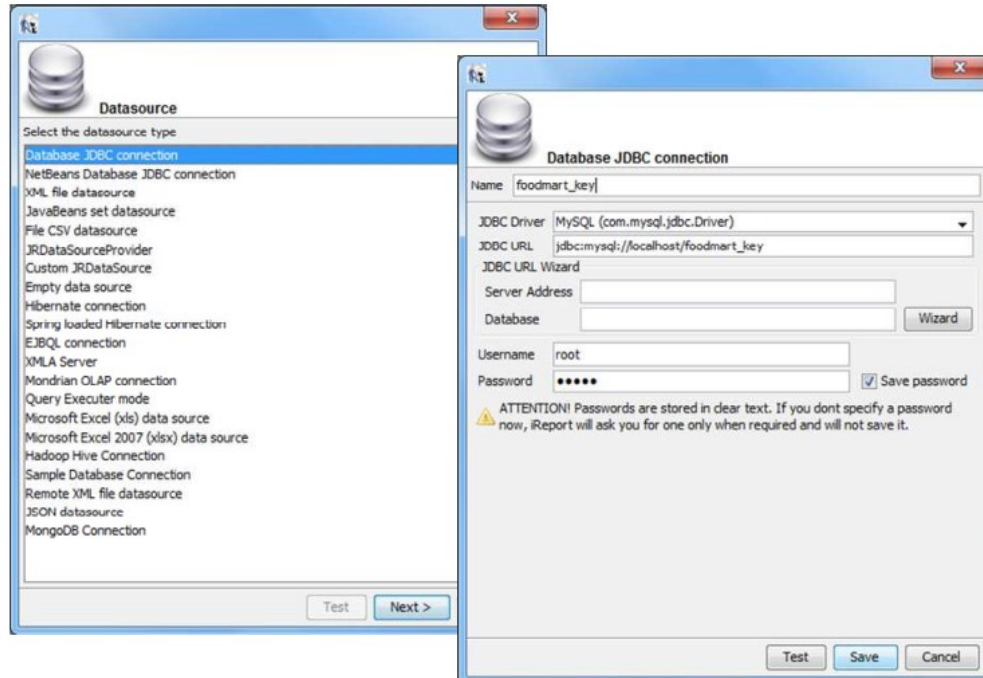 Datasource
Select the datasource type
Database JDBC connection
NetBeans Database JDBC connection
XML file datasource
JavaBeans set datasource
File CSV datasource
JRDataSourceProvider
Custom JRDataSource
Empty data source
Hibernate connection
Spring loaded Hibernate connection
EJBQL connection
XMLA Server
Mondrian OLAP connection
Query Executer mode
Microsoft Excel (xls) data source
Microsoft Excel 2007 (xlsx) data source
Hadoop Hive Connection
Sample Database Connection
Remote XML file datasource
JSON datasource
MongoDB Connection
Test Next >
Database JDBC connection
Name foodmart_key
JDBC Driver MySQL (com.mysql.jdbc.Driver)
JDBC URL jdbc:mysql://localhost/foodmart_key
JDBC URL Wizard
Server Address
Database Wizard
Username root
Password ••••• Save password
ATTENTION! Passwords are stored in clear text. If you dont specify a password
now, iReport will ask you for one only when required and will not save it.
Test Save Cancel